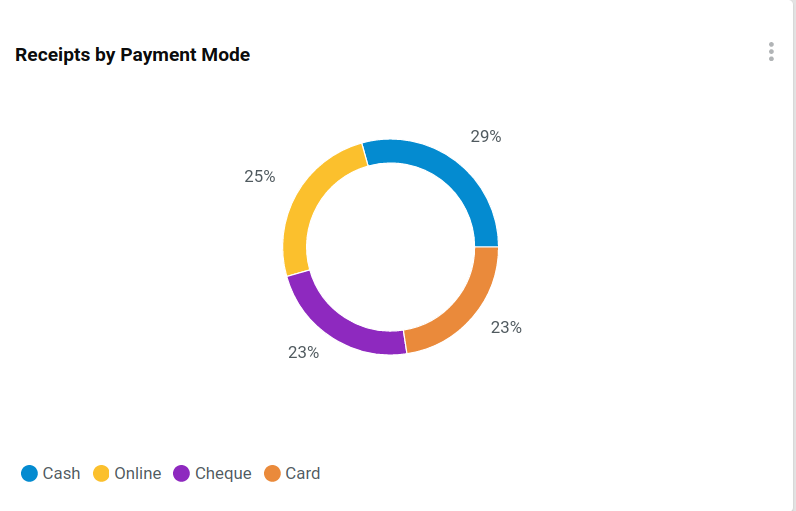 Receipts by Payment Mode
29%
25%
23%
23%
Cash Online Cheque Card